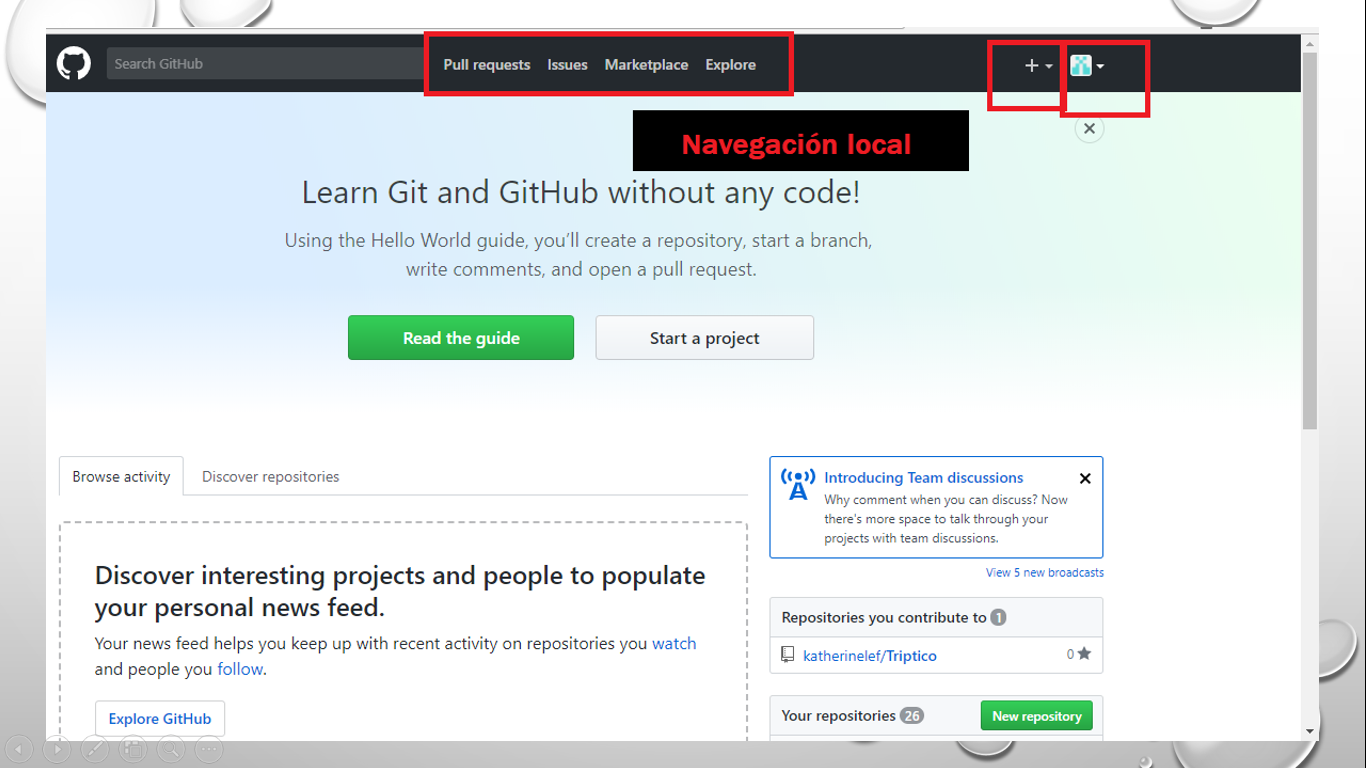 Search GitHub
Pull requests Issues Marketplace Explore
Navegación local
Learn Git and GitHub without any code!
Using the Hello World guide, you’ll create a repository, start a branch,
write comments, and open a pull request.
Read the guide Start a project
Browse activity Discover repositories
Discover interesting projects and people to populate
your personal news feed.
Your news feed helps you keep up with recent activity on repositories you watch
and people you follow.
Explore GitHub
Introducing Team discussions
Why comment when you can discuss? Now
there's more space to talk through your
projects with team discussions.
View 5 new broadcasts
Repositories you contribute to 1
katherinelef/Triptico 0
Your repositories 26 New repository